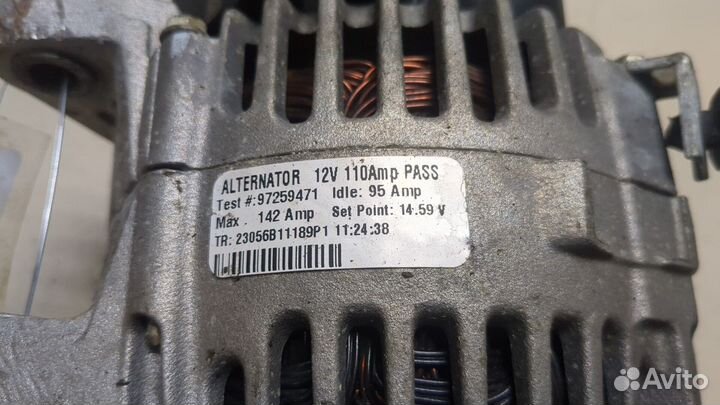 ALTERNATOR 12V 110Amp PASS
Test #:97259471 Idle: 95 Amp
Max . 142 Amp Set Point: 14.59 V
TR: 23056B11189P1 11:24:38
Avito